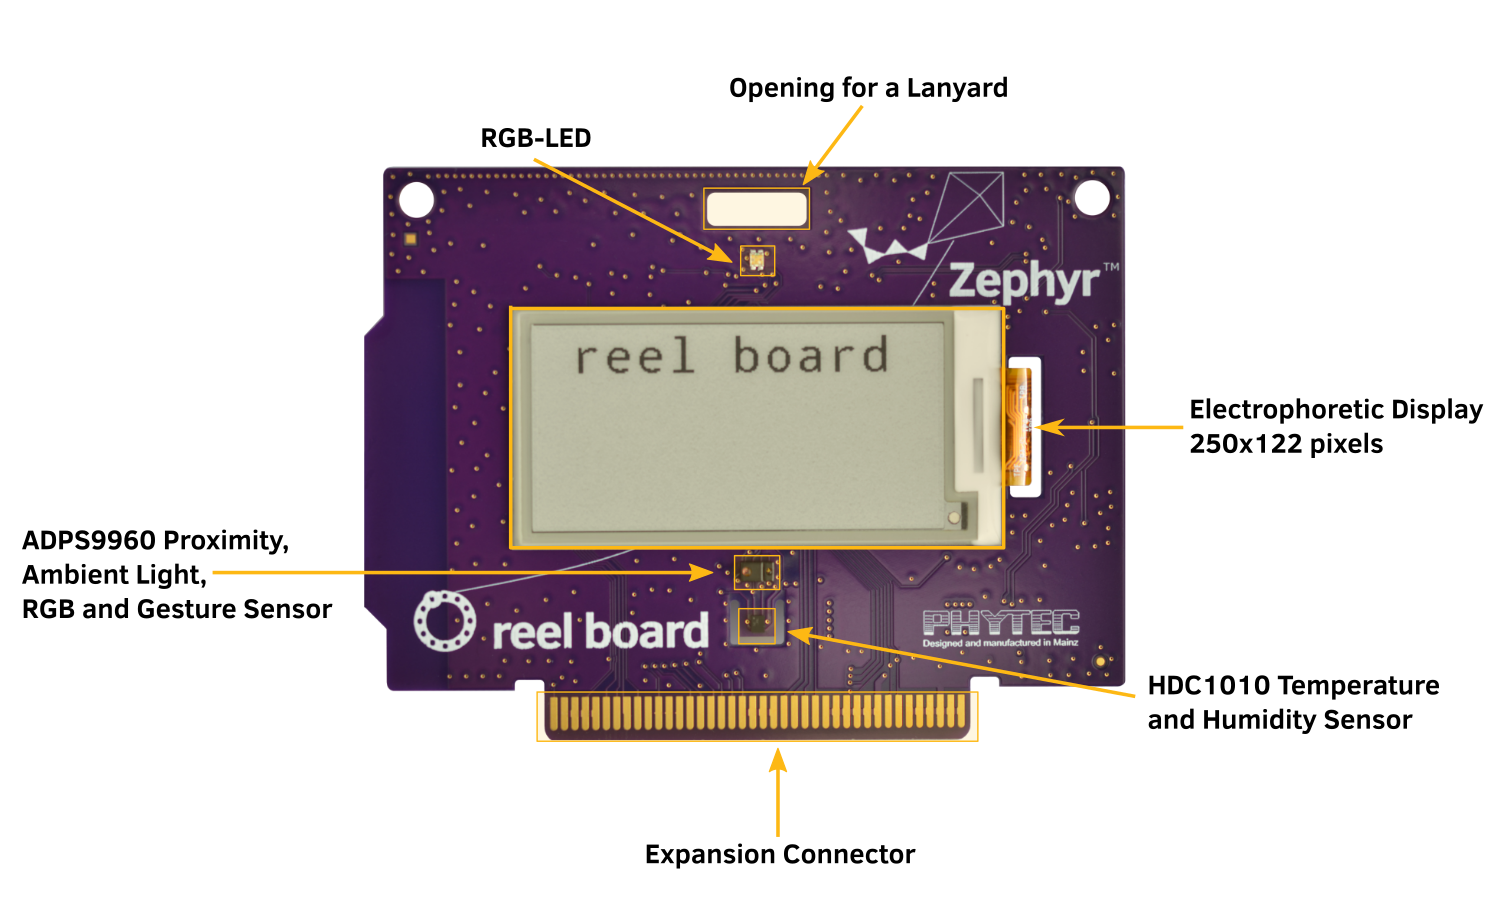 Opening for a Lanyard
RGB-LED
Zephyr™
reel board
Electrophoretic Display
250x122 pixels
ADPS9960 Proximity,
Ambient Light,
RGB and Gesture Sensor
reel board
PHYTEC
Designed and manufactured in Mainz
HDC1010 Temperature
and Humidity Sensor
Expansion Connector